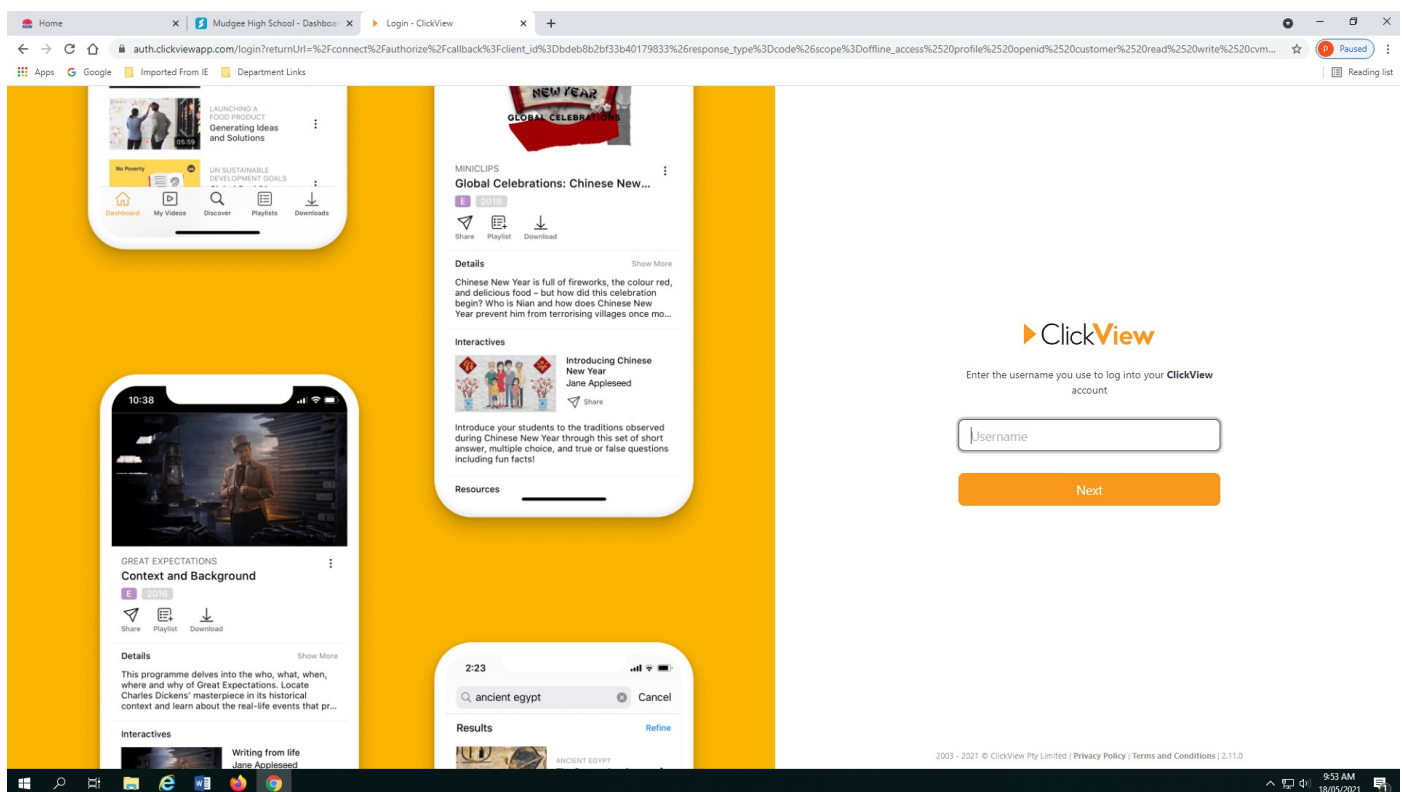 Home
Mudgee High School - Dashboar
Login - ClickView
auth.clickviewapp.com/login?returnUrl=%2Fconnect%2Fauthorize%2Fcallback%3Fclient_id%3Dbdeb8b2bf33b40179833%26response_type%3Dcode%26scope%3Doffline_access%2520profile%2520openid%2520customer%2520read%2520write%2520cvm...
P Paused
Apps
Google
Imported From IE
Department Links
Reading list
LAUNCHING A
FOOD PRODUCT
Generating Ideas
and Solutions
05:59
No Poverty
UN SUSTAINABLE
DEVELOPMENT GOALS
Dashboard
My Videos
Discover
Playlists
Downloads
10:38
GREAT EXPECTATIONS
Context and Background
E 2016
Share
Playlist
Download
Details
Show More
This programme delves into the who, what, when,
where and why of Great Expectations. Locate
Charles Dickens' masterpiece in its historical
context and learn about the real-life events that pr...
Interactives
Writing from life
Jane Appleseed
NEW YEAR
GLOBAL CELEBRATIONS
MINICLIPS
Global Celebrations: Chinese New...
E 2018
Share
Playlist
Download
Details
Show More
Chinese New Year is full of fireworks, the colour red,
and delicious food – but how did this celebration
begin? Who is Nian and how does Chinese New
Year prevent him from terrorising villages once mo...
Interactives
Introducing Chinese
New Year
Jane Appleseed
Share
Introduce your students to the traditions observed
during Chinese New Year through this set of short
answer, multiple choice, and true or false questions
including fun facts!
Resources
2:23
ancient egypt
Cancel
Results
Refine
ANCIENT EGYPT
ClickView
Enter the username you use to log into your ClickView
account
Username
Next
2003 - 2021 © ClickView Pty Limited | Privacy Policy | Terms and Conditions | 2.11.0
9:53 AM
18/05/2021